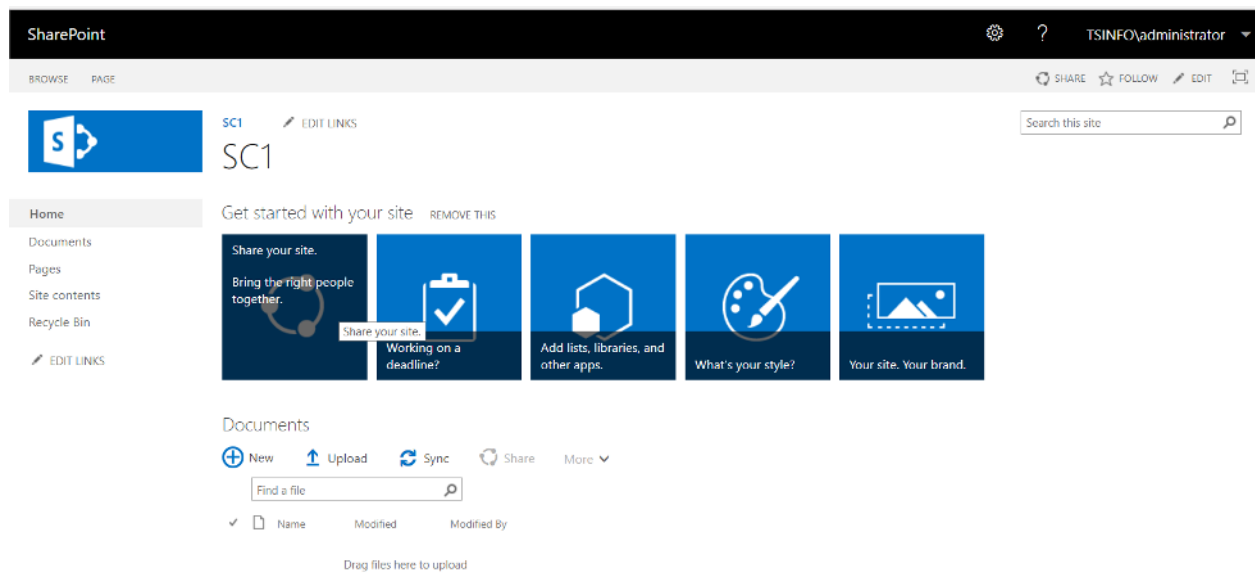 SharePoint
?
TSINFO\administrator
BROWSE PAGE
SHARE FOLLOW EDIT
S
SC1 EDIT LINKS
Search this site
SC1
Home
Documents
Pages
Site contents
Recycle Bin
EDIT LINKS
Get started with your site REMOVE THIS
Share your site.
Bring the right people
together.
Share your site.
Working on a
deadline?
Add lists, libraries, and
other apps.
What's your style?
Your site. Your brand.
Documents
New Upload Sync Share More
Find a file
Name Modified Modified By
Drag files here to upload